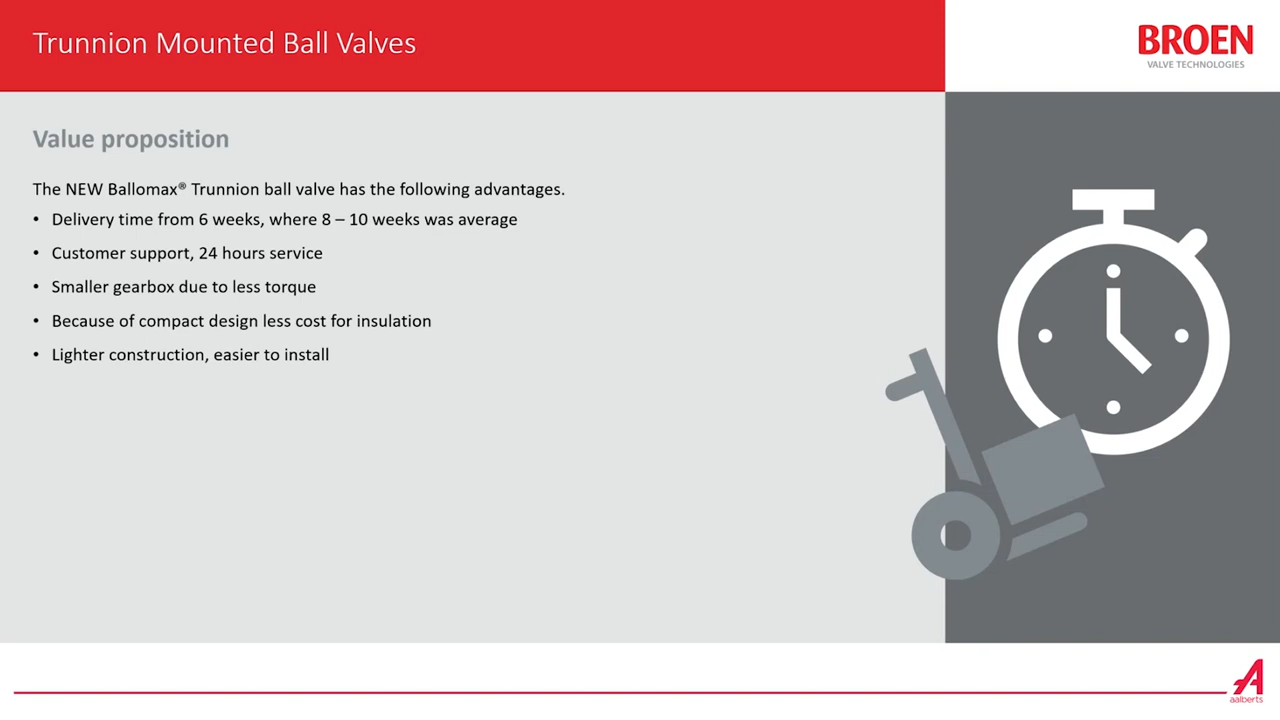 Trunnion Mounted Ball Valves
BROEN
VALVE TECHNOLOGIES
Value proposition
The NEW Ballomax® Trunnion ball valve has the following advantages.
• Delivery time from 6 weeks, where 8 – 10 weeks was average
• Customer support, 24 hours service
• Smaller gearbox due to less torque
• Because of compact design less cost for insulation
• Lighter construction, easier to install
aalberts